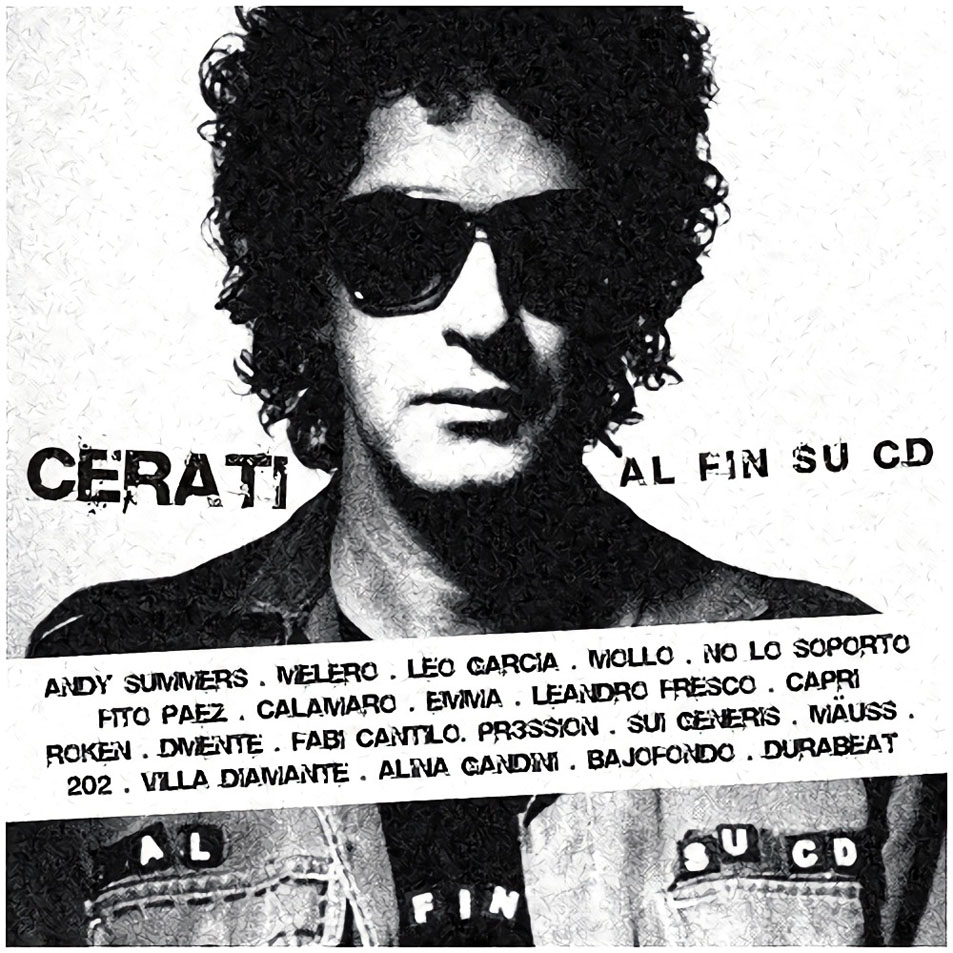 CERATI
AL FIN SU CD
ANDY SUMMERS . MELERO . LEO GARCIA . MOLLO . NO LO SOPORTO
FITO PAEZ . CALAMARO . EMMA . LEANDRO FRESCO . CAPRI
ROKEN . DMENTE . FABI CANTILO. PR3SSION . SUI GENERIS . MÄUSS .
202 . VILLA DIAMANTE . ALINA GANDINI . BAJOFONDO . DURABEAT
AL
FIN
SU CD